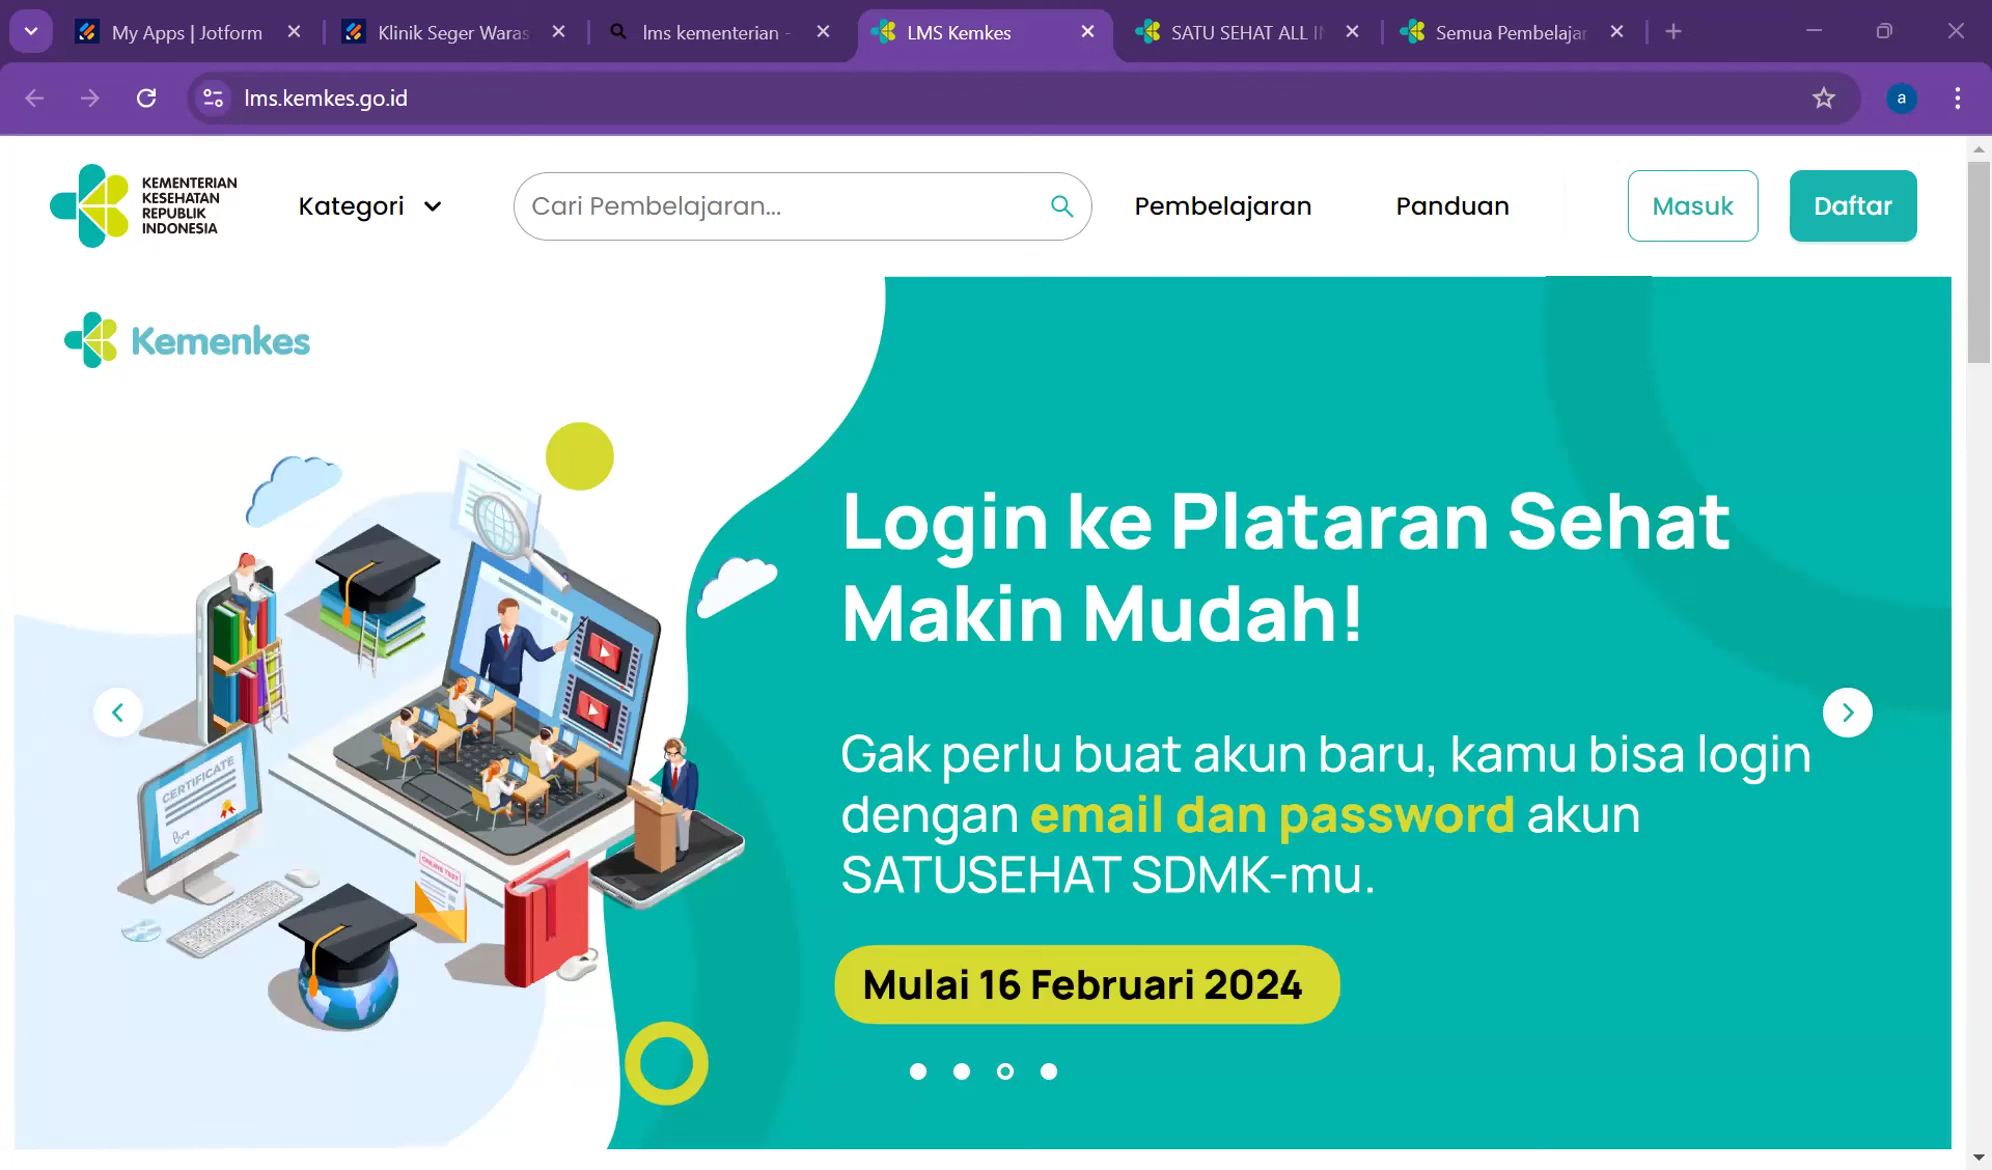 My Apps | Jotform
Klinik Seger Waras
lms kementerian -
LMS Kemkes
SATU SEHAT ALL IN
Semua Pembelajar
lms.kemkes.go.id
a
KEMENTERIAN
KESEHATAN
REPUBLIK
INDONESIA
Kategori
Cari Pembelajaran...
Pembelajaran
Panduan
Masuk
Daftar
Kemenkes
Login ke Plataran Sehat
Makin Mudah!
Gak perlu buat akun baru, kamu bisa login
dengan email dan password akun
SATUSEHAT SDMK-mu.
Mulai 16 Februari 2024
CERTIFICATE
ONLINE TEST